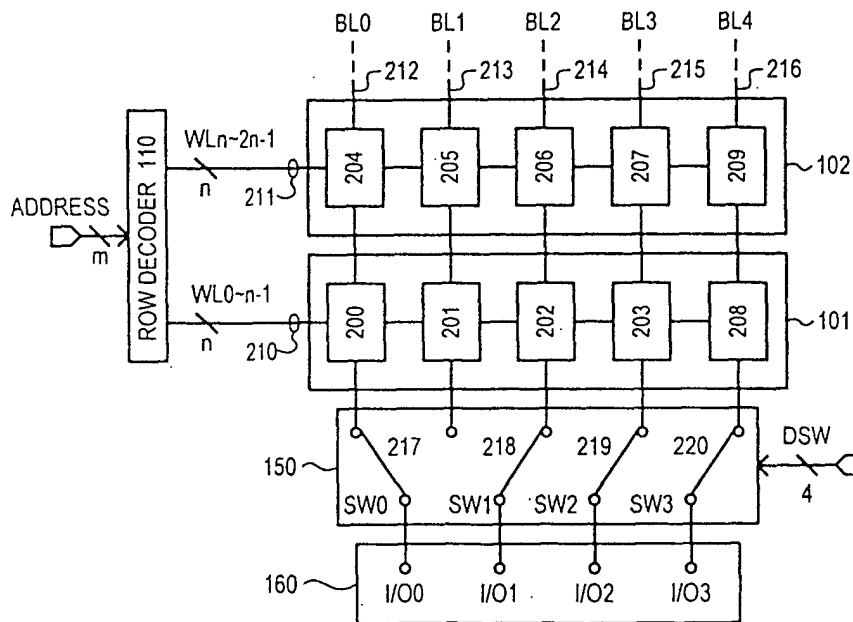 BL0 BL1 BL2 BL3 BL4
212 213 214 215 216
WLn~2n-1
n
211
204 205 206 207 209
102
ADDRESS
m
ROW DECODER 110
WL0~n-1
n
210
200 201 202 203 208
101
150
217 218 219 220
DSW
4
SW0 SW1 SW2 SW3
160
I/O0 I/O1 I/O2 I/O3